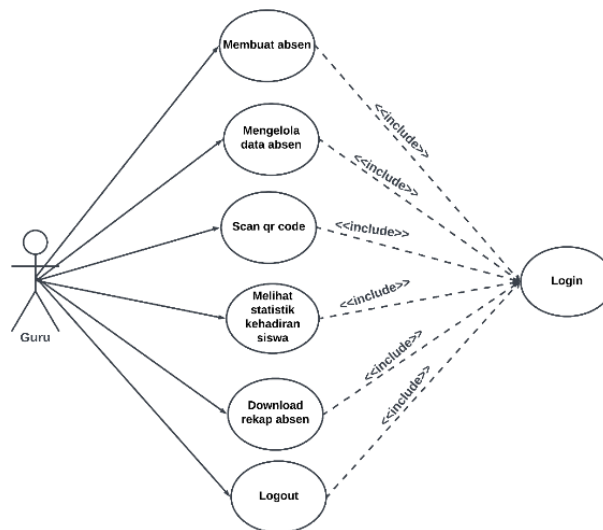 Membuat absen
<<include>>
Mengelola
data absen
<<include>>
Scan qr code
<<include>>
Guru
Melihat
statistik
kehadiran
siswa
<<include>>
Login
Download
rekap absen
<<include>>
Logout
<<include>>